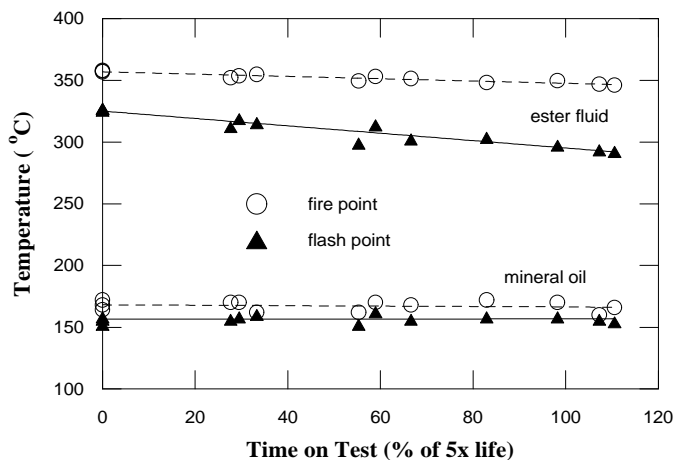 400
350
300
250
200
150
100
Temperature ( °C)
ester fluid
fire point
flash point
mineral oil
0 20 40 60 80 100 120
Time on Test (% of 5x life)